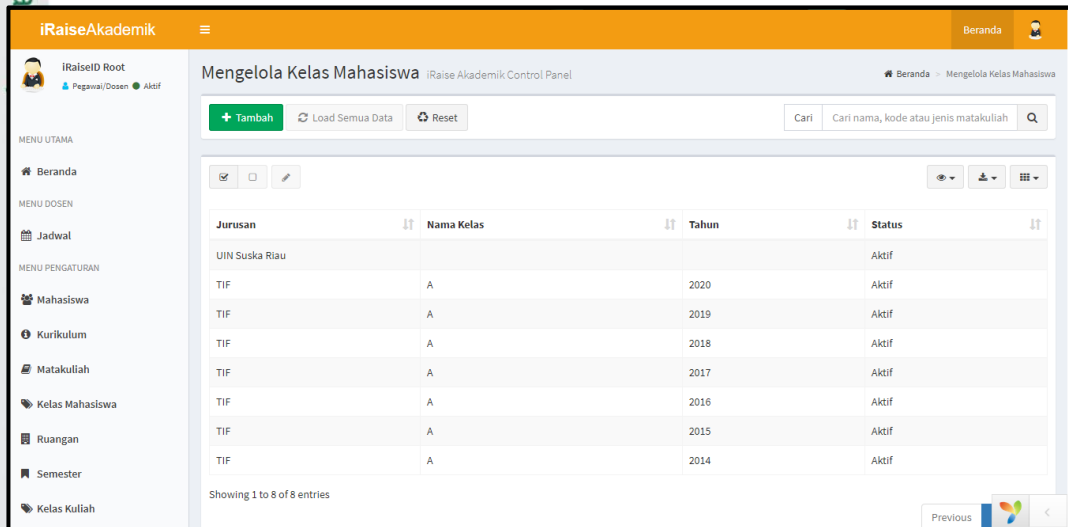 iRaiseAkademik
Beranda
iRaiseID Root
Pegawai/Dosen Aktif
MENU UTAMA
Beranda
MENU DOSEN
Jadwal
MENU PENGATURAN
Mahasiswa
Kurikulum
Matakuliah
Kelas Mahasiswa
Ruangan
Semester
Kelas Kuliah
Mengelola Kelas Mahasiswa iRaise Akademik Control Panel
Beranda > Mengelola Kelas Mahasiswa
Tambah Load Semua Data Reset
Cari Cari nama, kode atau jenis matakuliah
Jurusan Nama Kelas Tahun Status
UIN Suska Riau Aktif
TIF A 2020 Aktif
TIF A 2019 Aktif
TIF A 2018 Aktif
TIF A 2017 Aktif
TIF A 2016 Aktif
TIF A 2015 Aktif
TIF A 2014 Aktif
Showing 1 to 8 of 8 entries
Previous